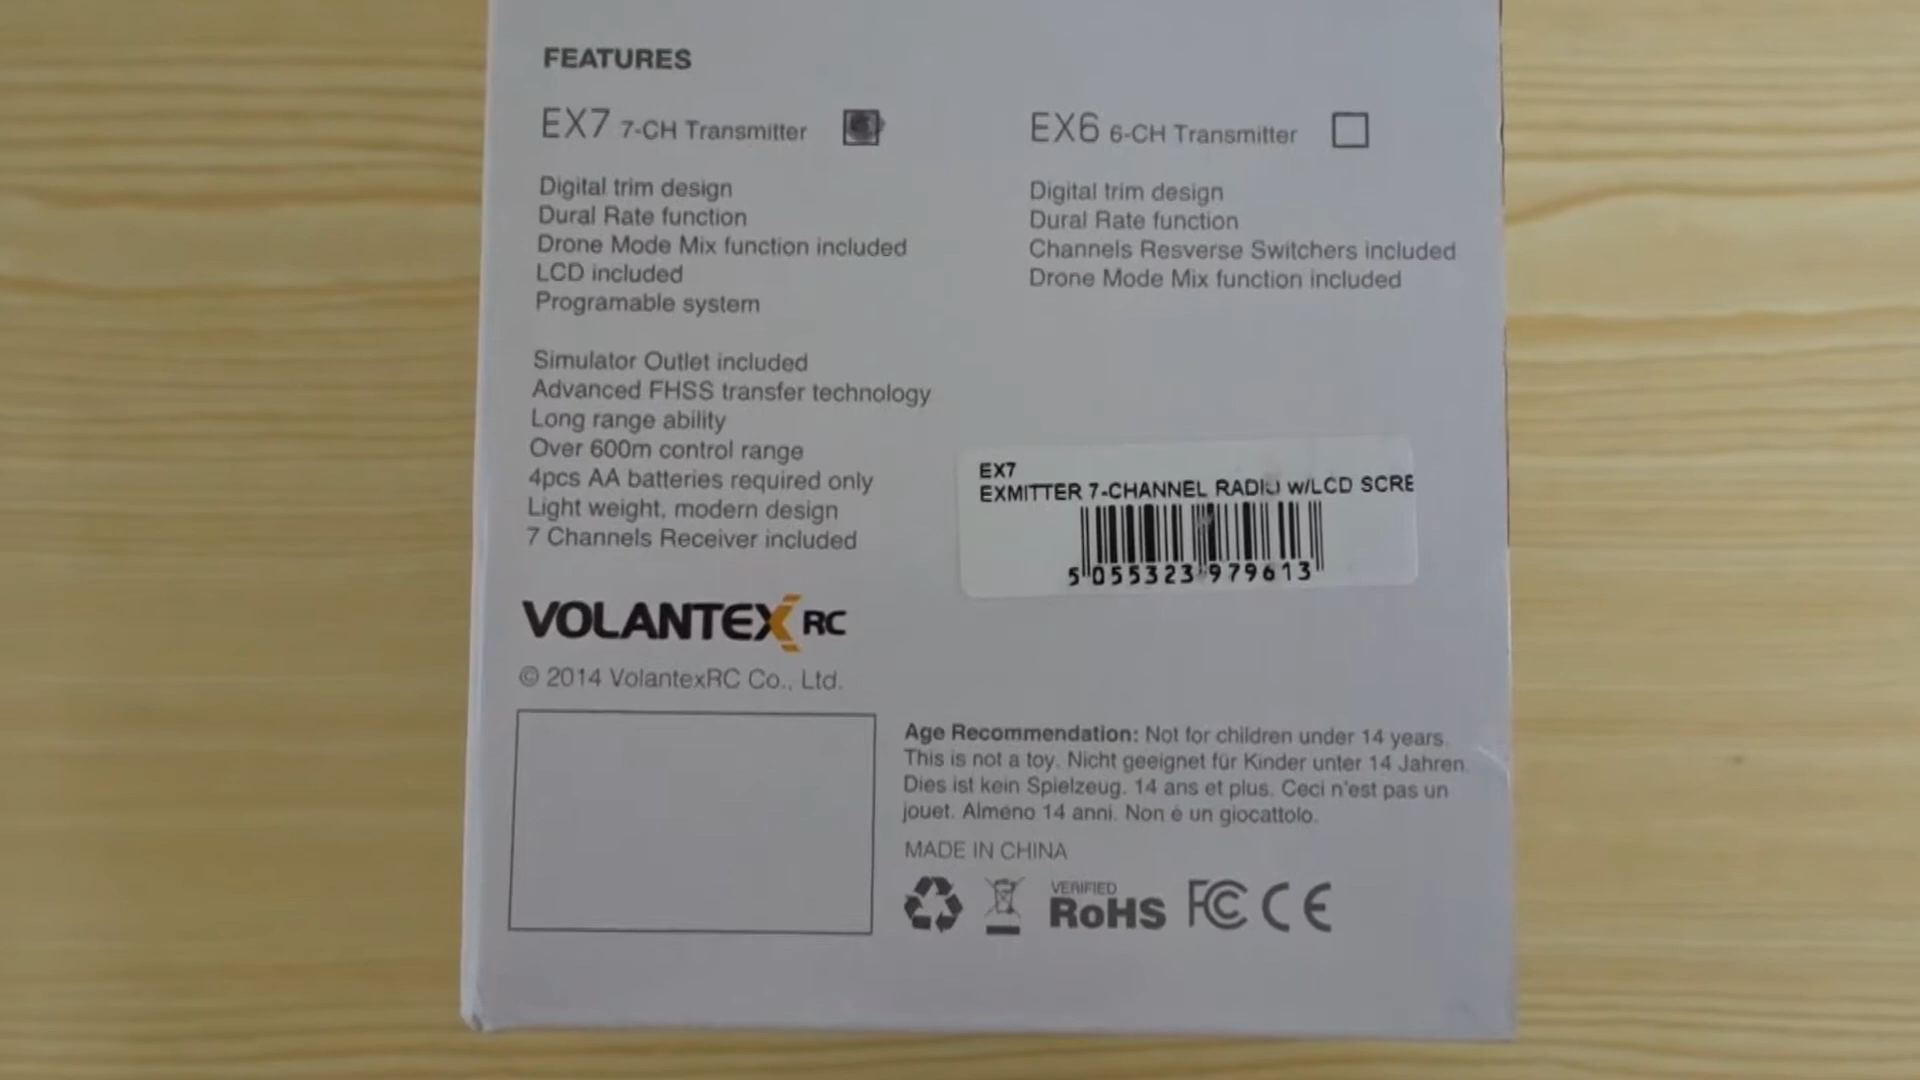 FEATURES
EX7 7-CH Transmitter
Digital trim design
Dural Rate function
Drone Mode Mix function included
LCD included
Programable system
Simulator Outlet included
Advanced FHSS transfer technology
Long range ability
Over 600m control range
4pcs AA batteries required only
Light weight, modern design
7 Channels Receiver included
EX6 6-CH Transmitter
Digital trim design
Dural Rate function
Channels Resverse Switchers included
Drone Mode Mix function included
EX7
EXMITTER 7-CHANNEL RADIO w/LCD SCRE
5 055323 979613
VOLANTEX RC
© 2014 VolantexRC Co., Ltd.
Age Recommendation: Not for children under 14 years.
This is not a toy. Nicht geeignet für Kinder unter 14 Jahren.
Dies ist kein Spielzeug. 14 ans et plus. Ceci n'est pas un
jouet. Almeno 14 anni. Non è un giocattolo.
MADE IN CHINA
VERIFIED
RoHS FC CE